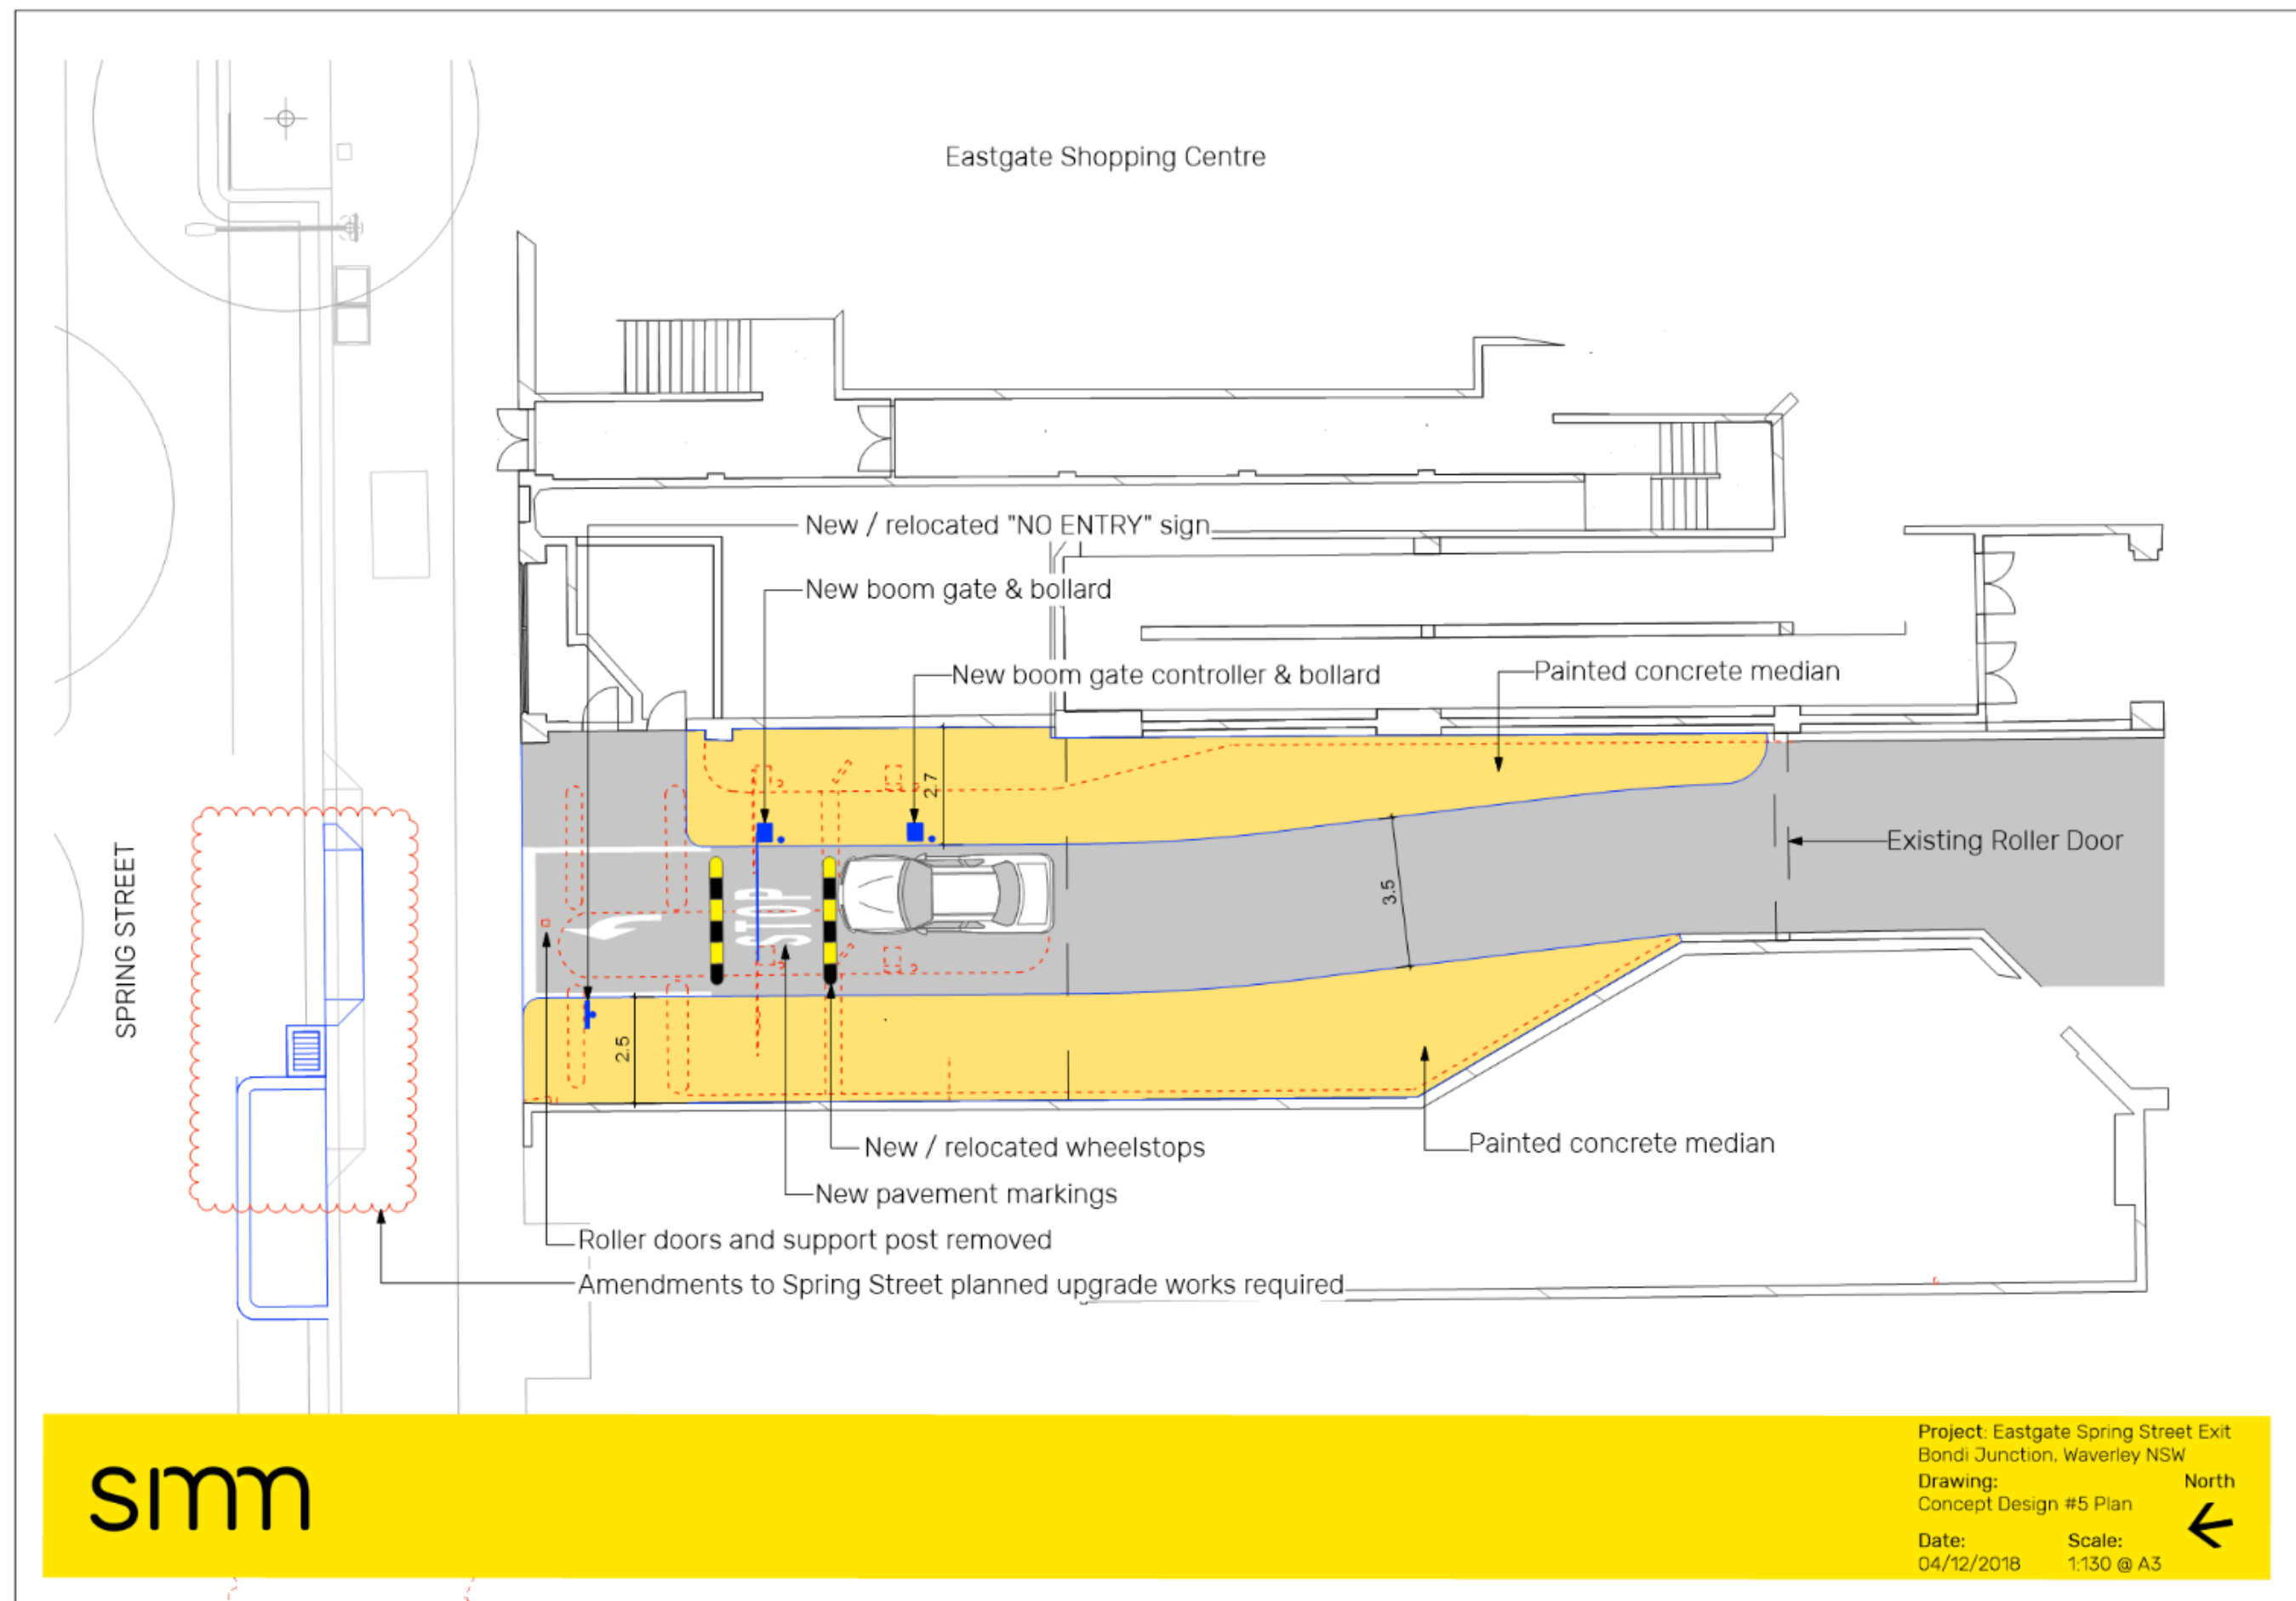 Eastgate Shopping Centre
New / relocated "NO ENTRY" sign
New boom gate & bollard
New boom gate controller & bollard
Painted concrete median
2.7
Existing Roller Door
3.5
STOP
SPRING STREET
2.5
New / relocated wheelstops
Painted concrete median
New pavement markings
Roller doors and support post removed
Amendments to Spring Street planned upgrade works required
smm
Project: Eastgate Spring Street Exit
Bondi Junction, Waverley NSW
Drawing:
Concept Design #5 Plan
North
Date:
04/12/2018
Scale:
1:130 @ A3